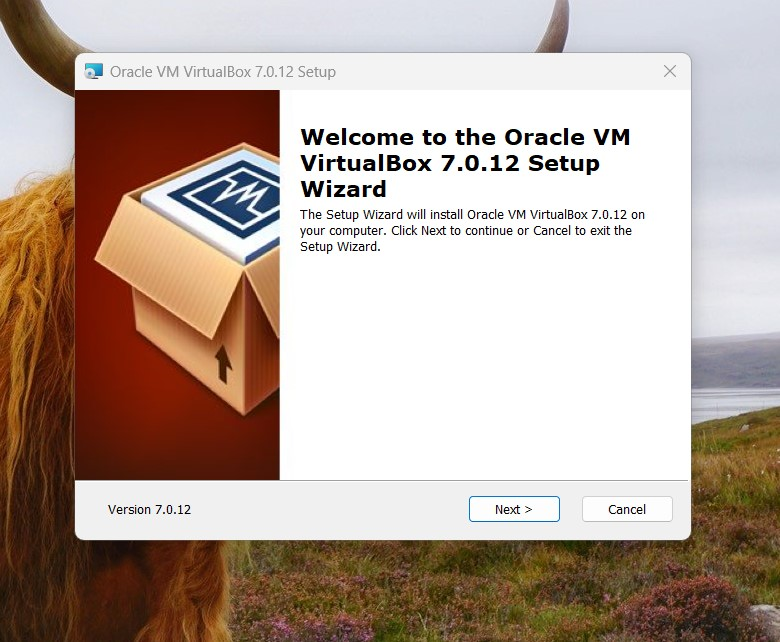 Oracle VM VirtualBox 7.0.12 Setup
Welcome to the Oracle VM
VirtualBox 7.0.12 Setup
Wizard
The Setup Wizard will install Oracle VM VirtualBox 7.0.12 on
your computer. Click Next to continue or Cancel to exit the
Setup Wizard.
Version 7.0.12
Next >
Cancel